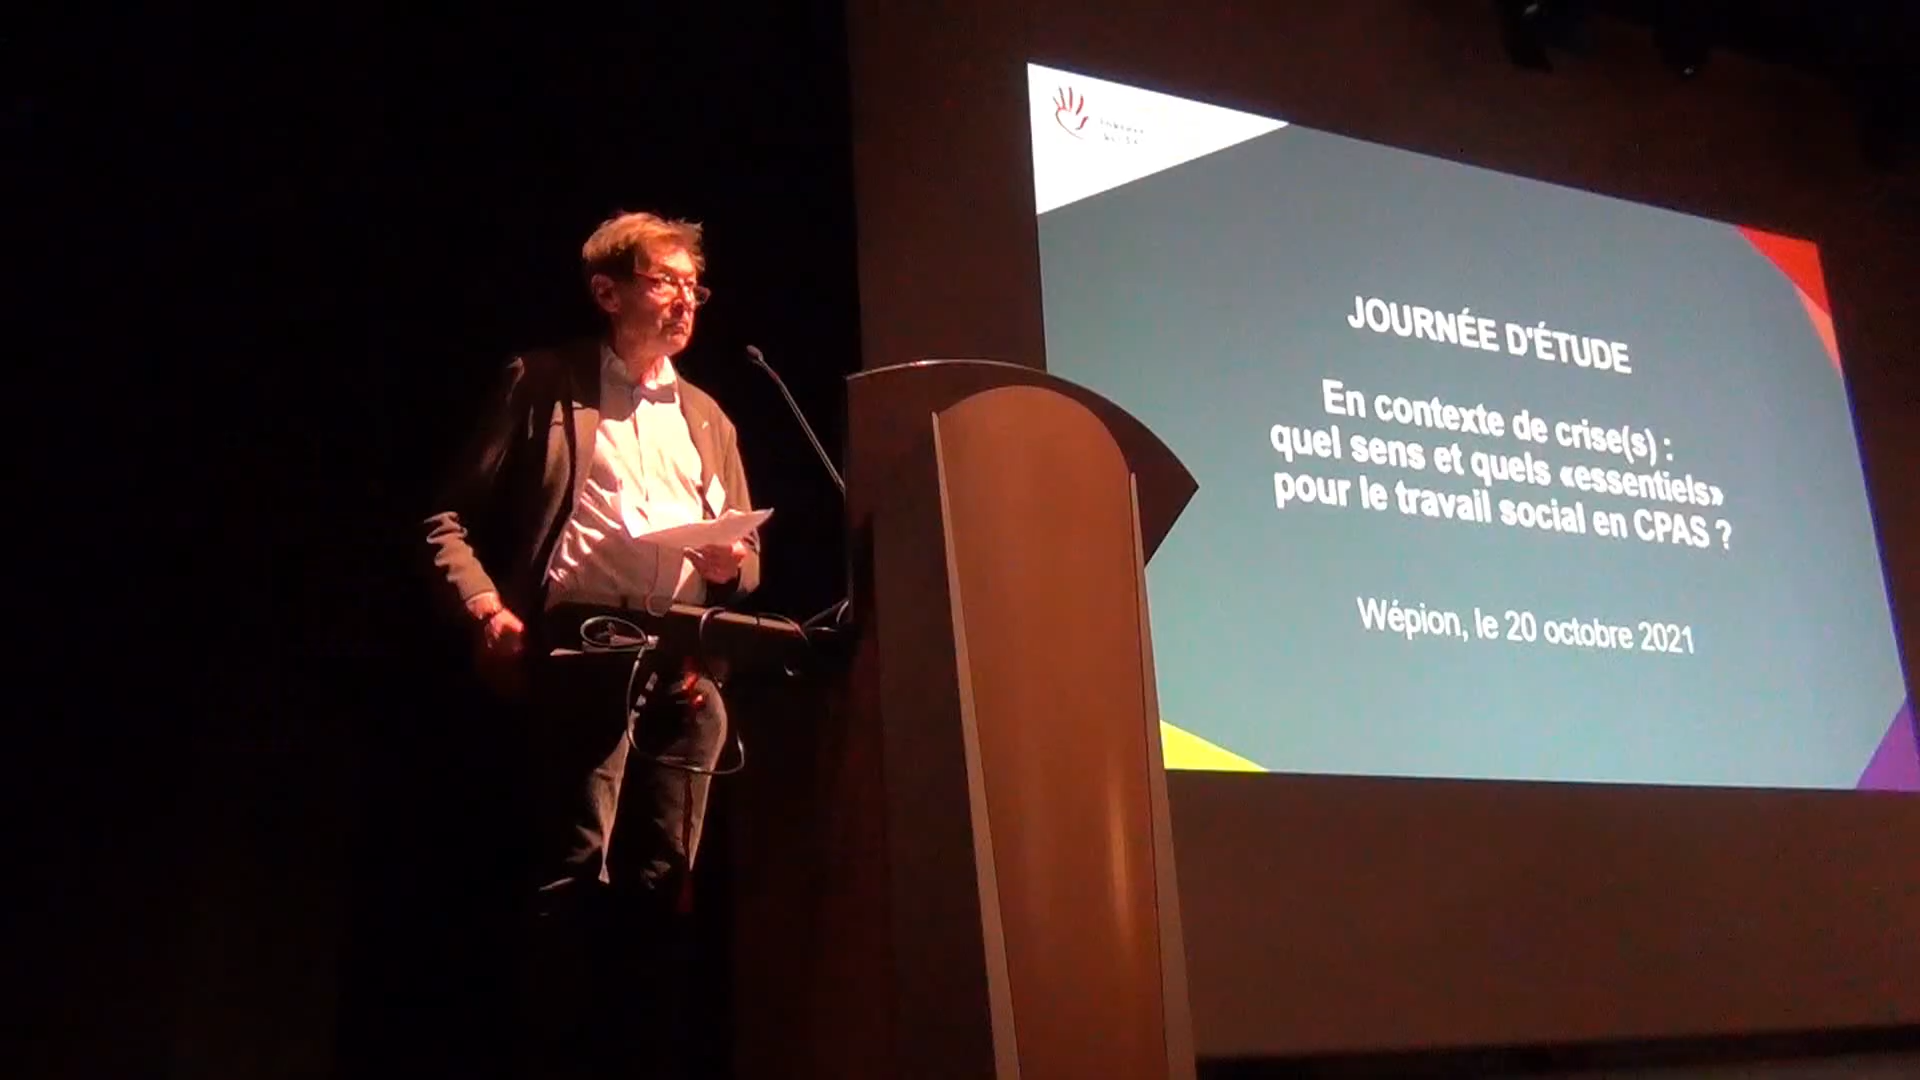 JOURNÉE D'ÉTUDE
En contexte de crise(s) :
quel sens et quels «essentiels»
pour le travail social en CPAS ?
Wépion, le 20 octobre 2021